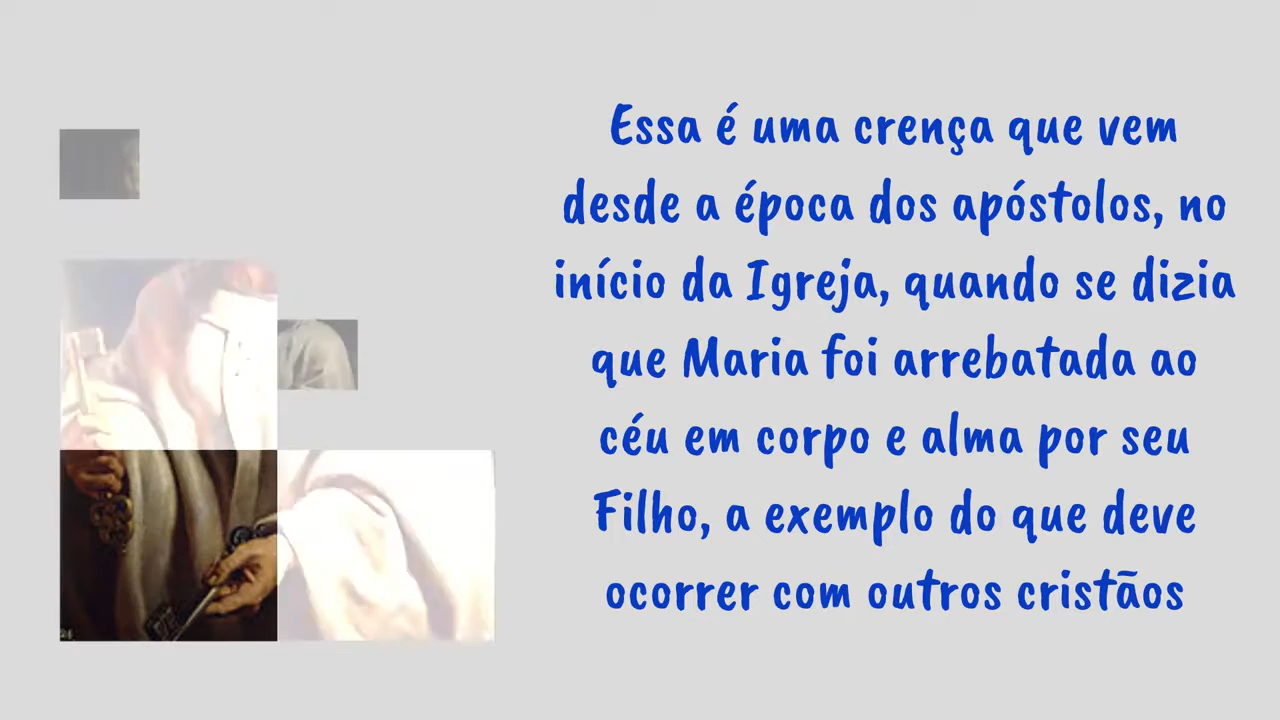 Essa é uma crença que vem
desde a época dos apóstolos, no
início da Igreja, quando se dizia
que Maria foi arrebatada ao
céu em corpo e alma por seu
Filho, a exemplo do que deve
ocorrer com outros cristãos